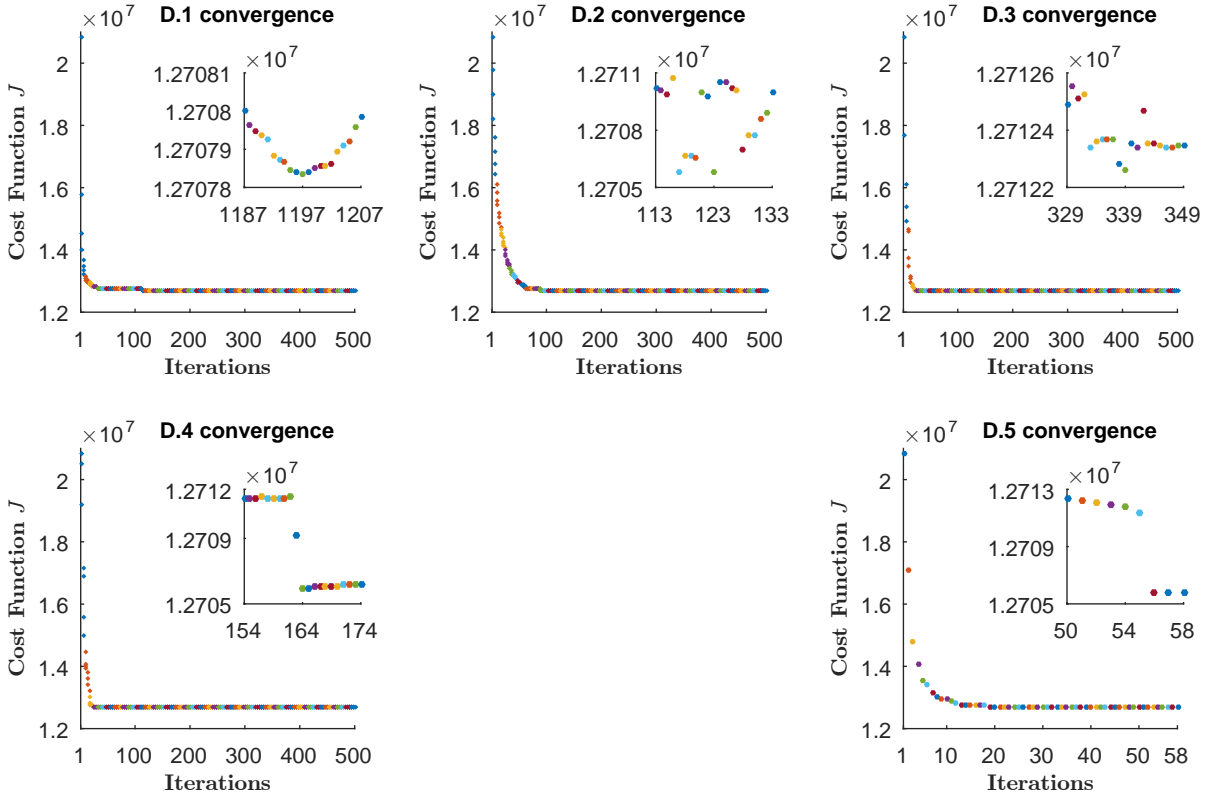 D.1 convergence
×10^7
Cost Function J
2
1.8
1.6
1.4
1.2
1 100 200 300 400 500
Iterations
×10^7
1.27081
1.2708
1.27079
1.27078
1187 1197 1207
D.2 convergence
×10^7
Cost Function J
2
1.8
1.6
1.4
1.2
1 100 200 300 400 500
Iterations
×10^7
1.2711
1.2708
1.2705
113 123 133
D.3 convergence
×10^7
Cost Function J
2
1.8
1.6
1.4
1.2
1 100 200 300 400 500
Iterations
×10^7
1.27126
1.27124
1.27122
329 339 349
D.4 convergence
×10^7
Cost Function J
2
1.8
1.6
1.4
1.2
1 100 200 300 400 500
Iterations
×10^7
1.2712
1.2709
1.2705
154 164 174
D.5 convergence
×10^7
Cost Function J
2
1.8
1.6
1.4
1.2
1 10 20 30 40 50 58
Iterations
×10^7
1.2713
1.2709
1.2705
50 54 58